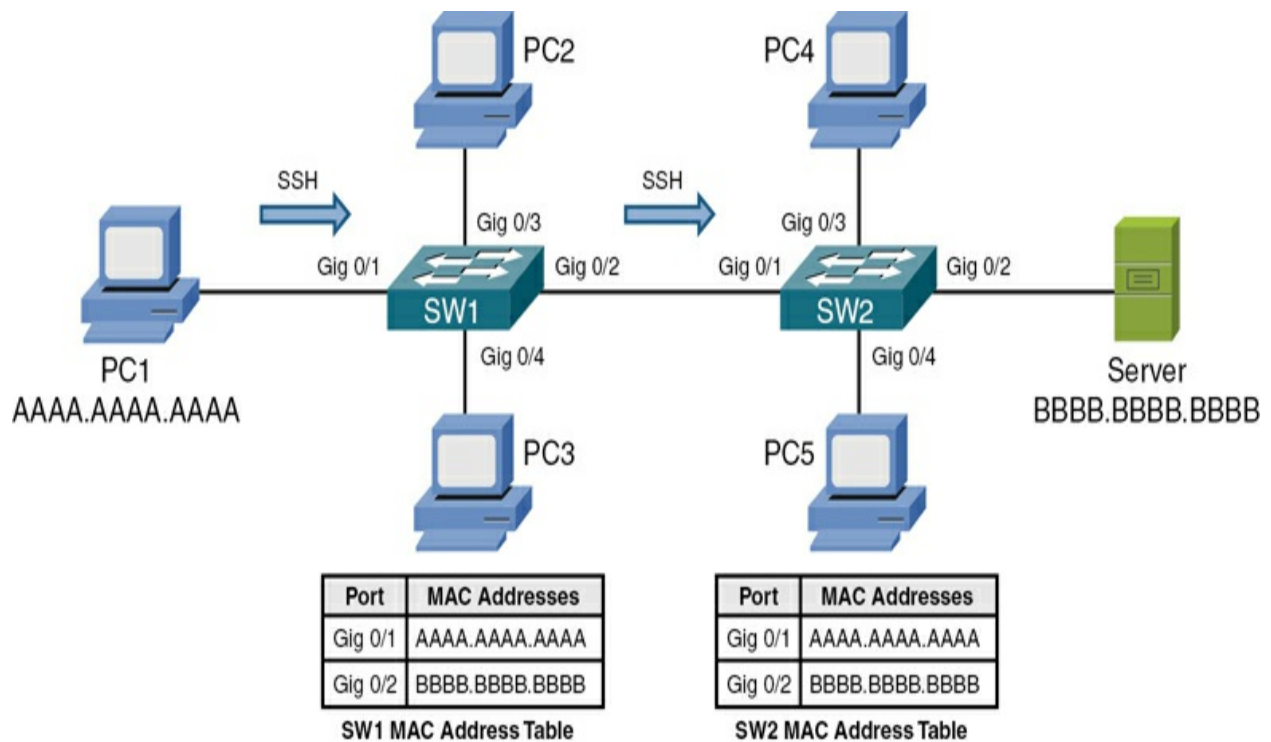 PC2
PC4
SSH
SSH
Gig 0/3
Gig 0/3
Gig 0/1
Gig 0/2
Gig 0/1
Gig 0/2
SW1
SW2
Gig 0/4
Gig 0/4
PC1
AAAA.AAAA.AAAA
Server
BBBB.BBBB.BBBB
PC3
PC5
Port MAC Addresses
Gig 0/1 AAAA.AAAA.AAAA
Gig 0/2 BBBB.BBBB.BBBB
SW1 MAC Address Table
Port MAC Addresses
Gig 0/1 AAAA.AAAA.AAAA
Gig 0/2 BBBB.BBBB.BBBB
SW2 MAC Address Table